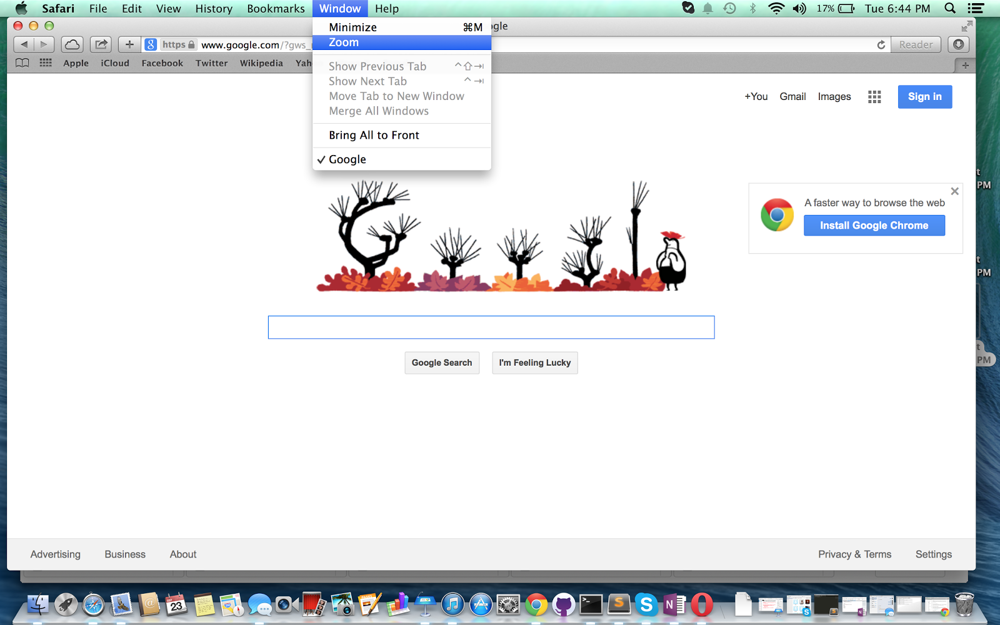 Safari File Edit View History Bookmarks Window Help 17% Tue 6:44 PM
Minimize ⌘M
Zoom
Show Previous Tab ^⇧⇥
Show Next Tab ^⇥
Move Tab to New Window
Merge All Windows
Bring All to Front
✓ Google
gle
8 https www.google.com/?gws_ Reader
Apple iCloud Facebook Twitter Wikipedia Yah
+You Gmail Images Sign in
t
PM
A faster way to browse the web
Install Google Chrome
t
PM
t
PM
Google Search I'm Feeling Lucky
Advertising Business About Privacy & Terms Settings
SEP
23